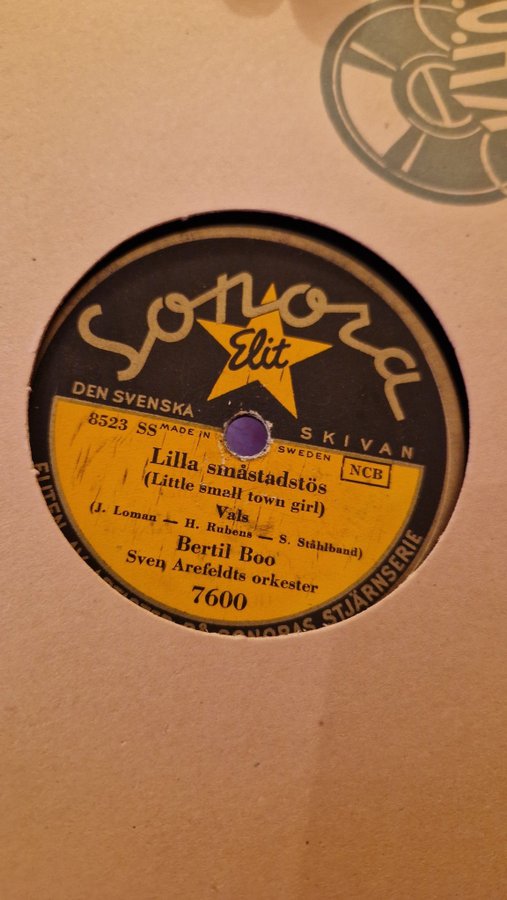 Sonora
Elit
DEN SVENSKA
SKIVAN
8523 SS
MADE IN SWEDEN
NCB
Lilla småstadstös
(Little small town girl)
Vals
(J. Loman — H. Rubens — S. Ståhlband)
Bertil Boo
Sven Arefeldts orkester
7600
SONORAS STJÄRNSERIE